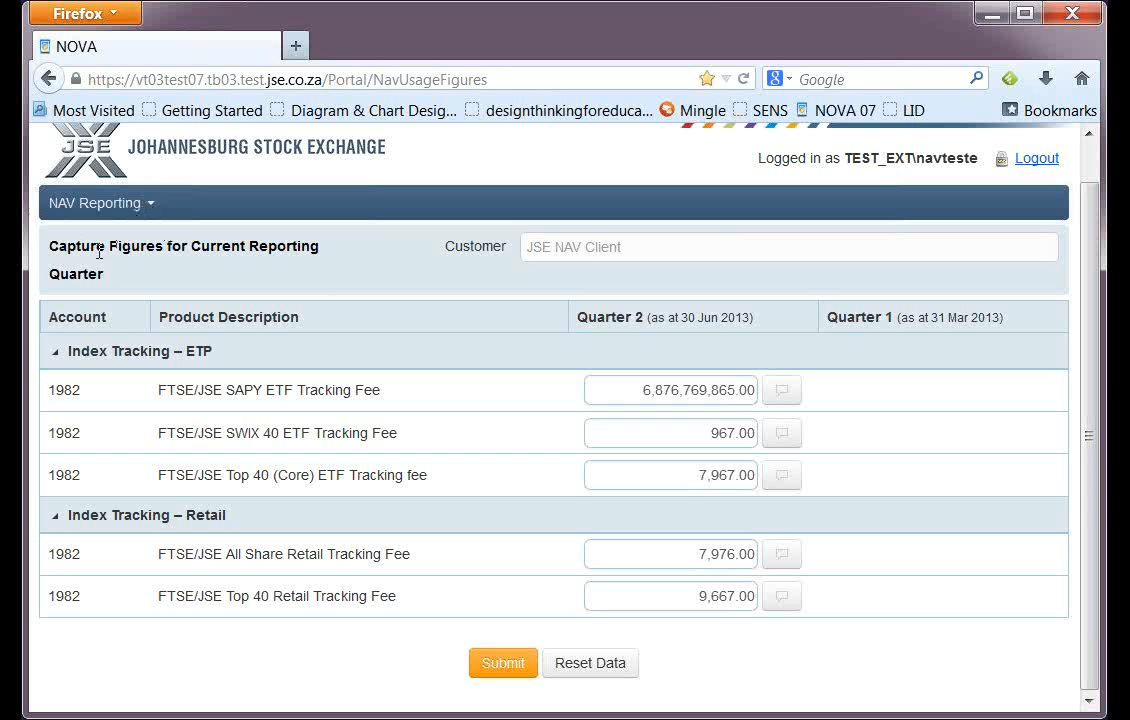 Firefox
NOVA
https://vt03test07.tb03.test.jse.co.za/Portal/NavUsageFigures
Google
Most Visited Getting Started Diagram & Chart Desig... designthinkingforeduca... Mingle SENS NOVA 07 LID Bookmarks
JSE JOHANNESBURG STOCK EXCHANGE
Logged in as TEST_EXT\navteste Logout
NAV Reporting
Capture Figures for Current Reporting
Quarter
Customer JSE NAV Client
Account Product Description Quarter 2 (as at 30 Jun 2013) Quarter 1 (as at 31 Mar 2013)
Index Tracking – ETP
1982 FTSE/JSE SAPY ETF Tracking Fee 6,876,769,865.00
1982 FTSE/JSE SWIX 40 ETF Tracking Fee 967.00
1982 FTSE/JSE Top 40 (Core) ETF Tracking fee 7,967.00
Index Tracking – Retail
1982 FTSE/JSE All Share Retail Tracking Fee 7,976.00
1982 FTSE/JSE Top 40 Retail Tracking Fee 9,667.00
Submit Reset Data